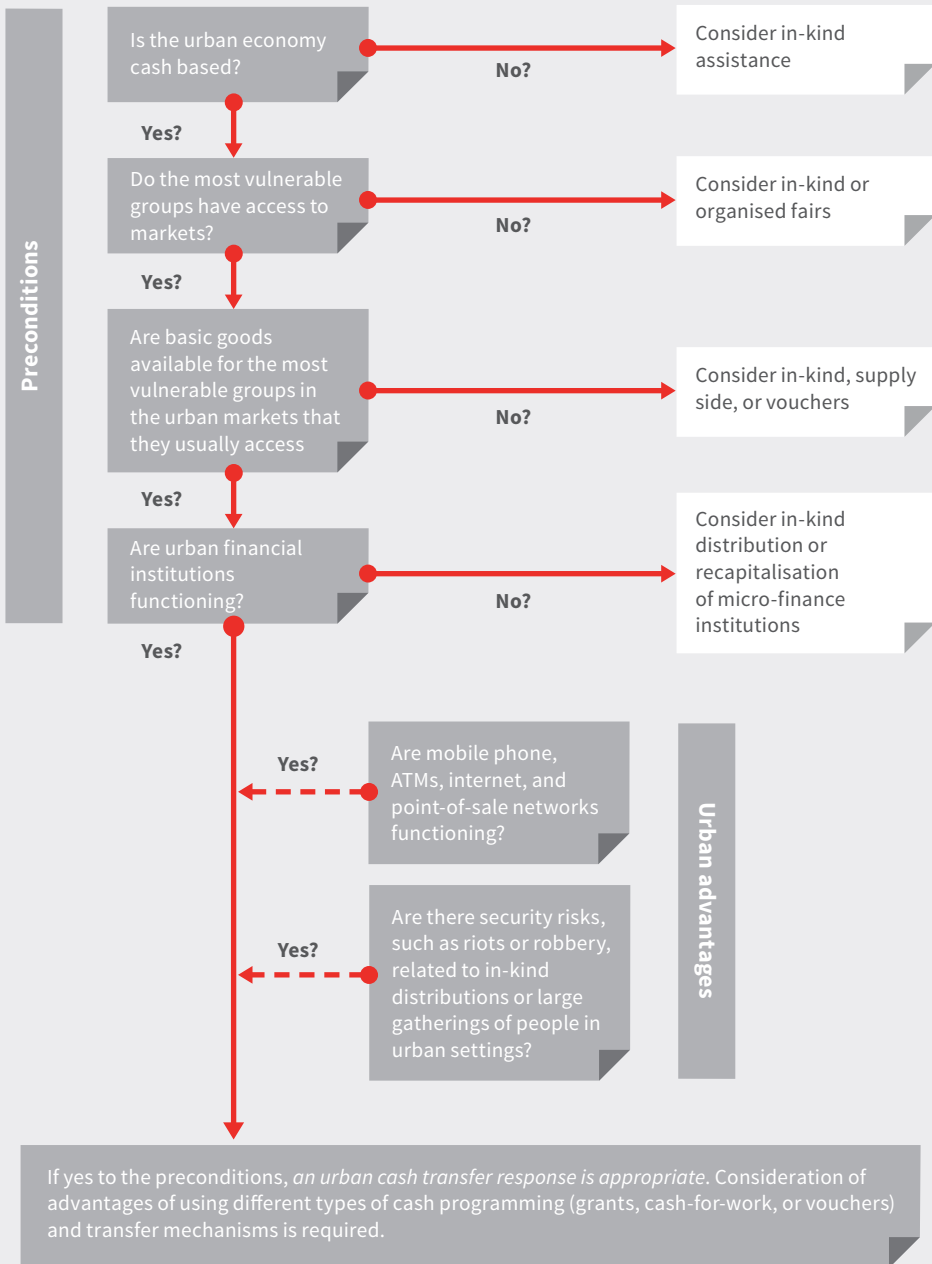 Preconditions
Is the urban economy
cash based?
No?
Consider in-kind
assistance
Yes?
Do the most vulnerable
groups have access to
markets?
No?
Consider in-kind or
organised fairs
Yes?
Are basic goods
available for the most
vulnerable groups in
the urban markets that
they usually access
No?
Consider in-kind, supply
side, or vouchers
Yes?
Are urban financial
institutions
functioning?
No?
Consider in-kind
distribution or
recapitalisation
of micro-finance
institutions
Yes?
Urban advantages
Yes?
Are mobile phone,
ATMs, internet, and
point-of-sale networks
functioning?
Yes?
Are there security risks,
such as riots or robbery,
related to in-kind
distributions or large
gatherings of people in
urban settings?
If yes to the preconditions, an urban cash transfer response is appropriate. Consideration of
advantages of using different types of cash programming (grants, cash-for-work, or vouchers)
and transfer mechanisms is required.